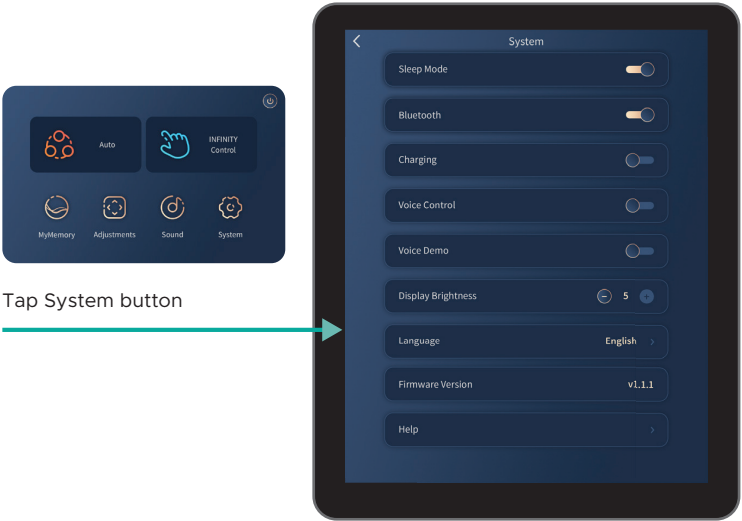 Auto
INFINITY
Control
MyMemory
Adjustments
Sound
System
Tap System button
System
Sleep Mode
Bluetooth
Charging
Voice Control
Voice Demo
Display Brightness 5
Language English
Firmware Version v1.1.1
Help